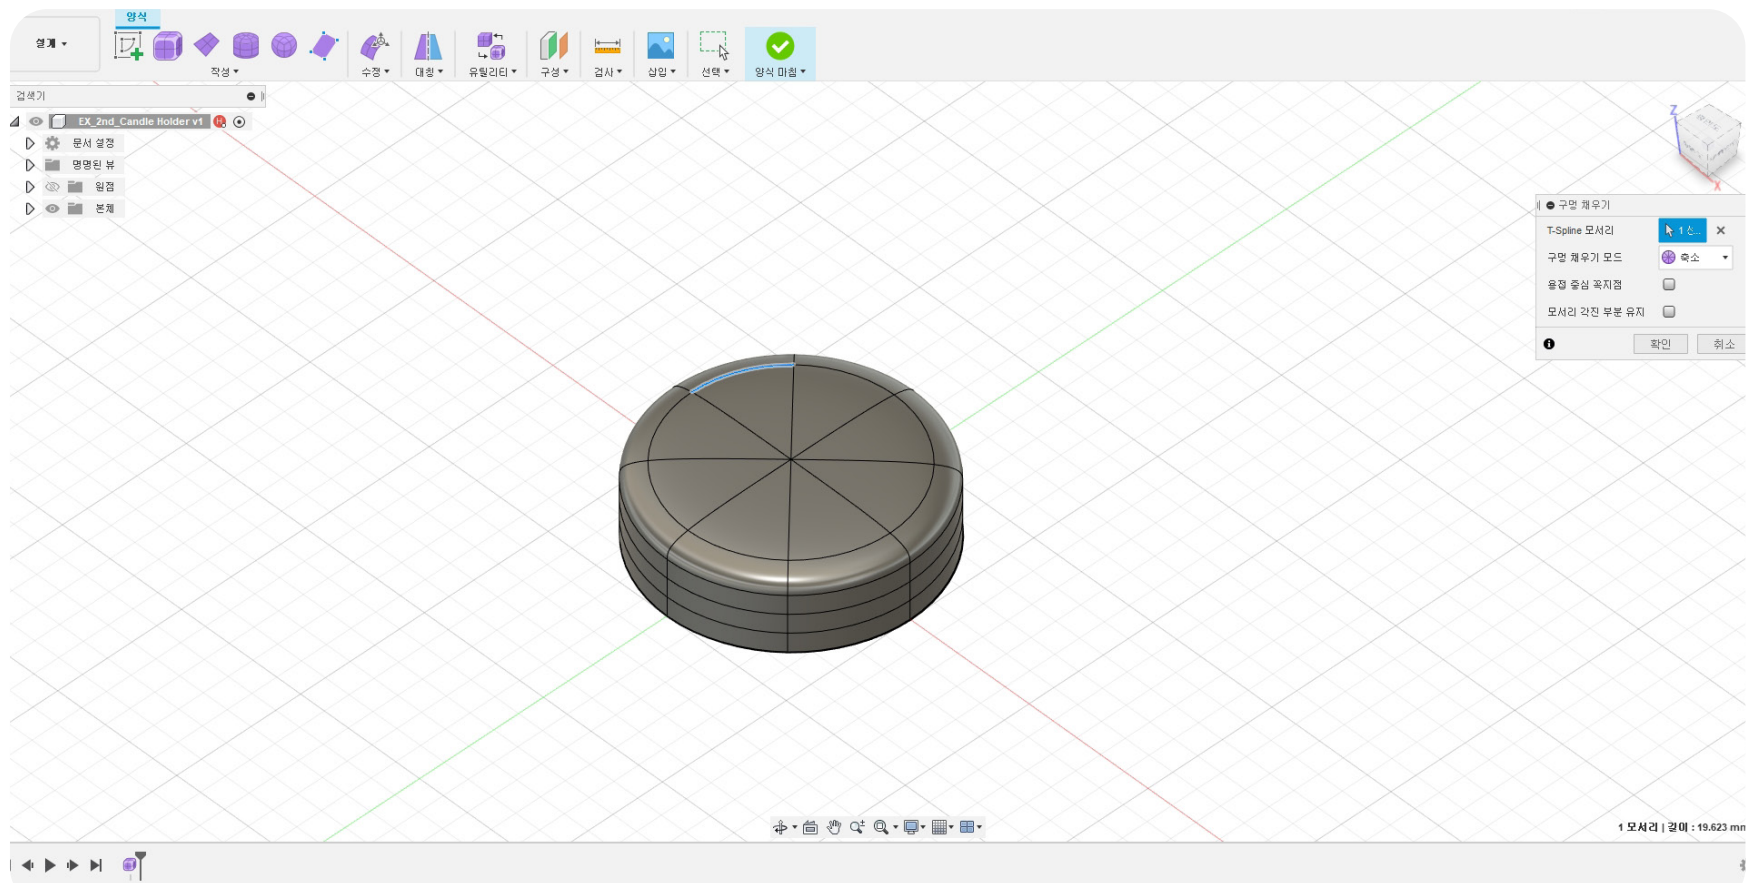 양식
설계
작성
수정
대칭
유틸리티
구성
검사
삽입
선택
양식 마침
검색기
EX_2nd_Candle Holder v1
문서 설정
명명된 뷰
원점
본체
Z
X
구멍 채우기
T-Spline 모서리
1 선...
구멍 채우기 모드
축소
용접 중심 꼭지점
모서리 각진 부분 유지
확인
취소
1 모서리 | 길이 : 19.623 mm